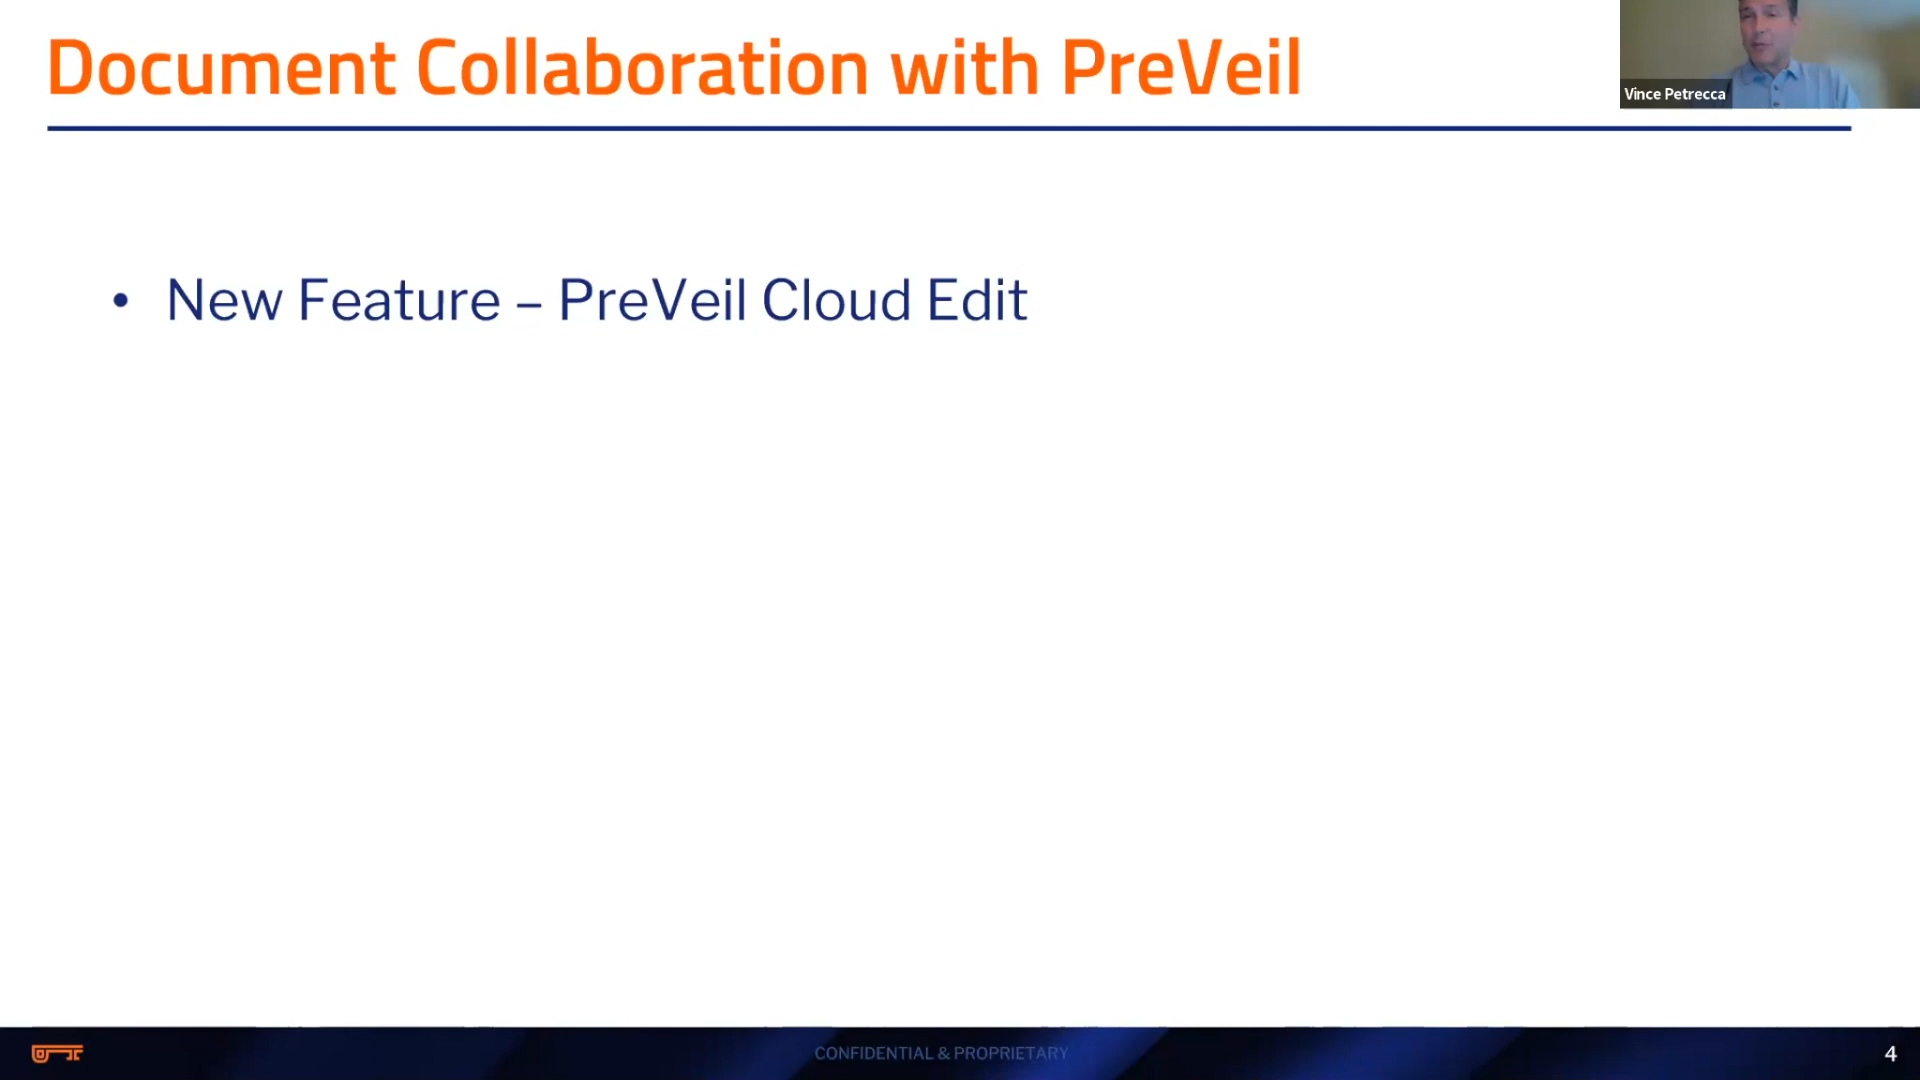 Document Collaboration with PreVeil
Vince Petrecca
• New Feature – PreVeil Cloud Edit
CONFIDENTIAL & PROPRIETARY
4